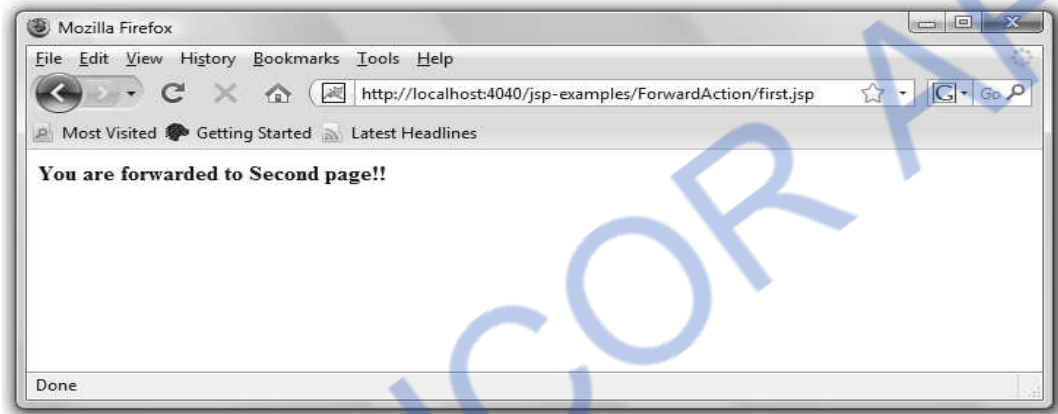 Mozilla Firefox
File Edit View History Bookmarks Tools Help
http://localhost:4040/jsp-examples/ForwardAction/first.jsp
G Go
Most Visited Getting Started Latest Headlines
You are forwarded to Second page!!
Done